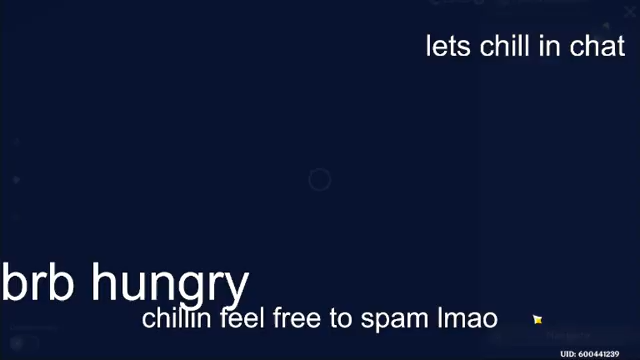 lets chill in chat
brb hungry
chillin feel free to spam lmao
UID: 600441239